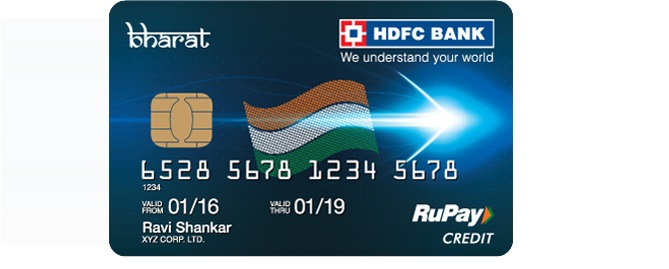 bharat
HDFC BANK
We understand your world
6528 5678 1234 5678
1234
VALID FROM 01/16 VALID THRU 01/19
Ravi Shankar
XYZ CORP. LTD.
RuPay
CREDIT